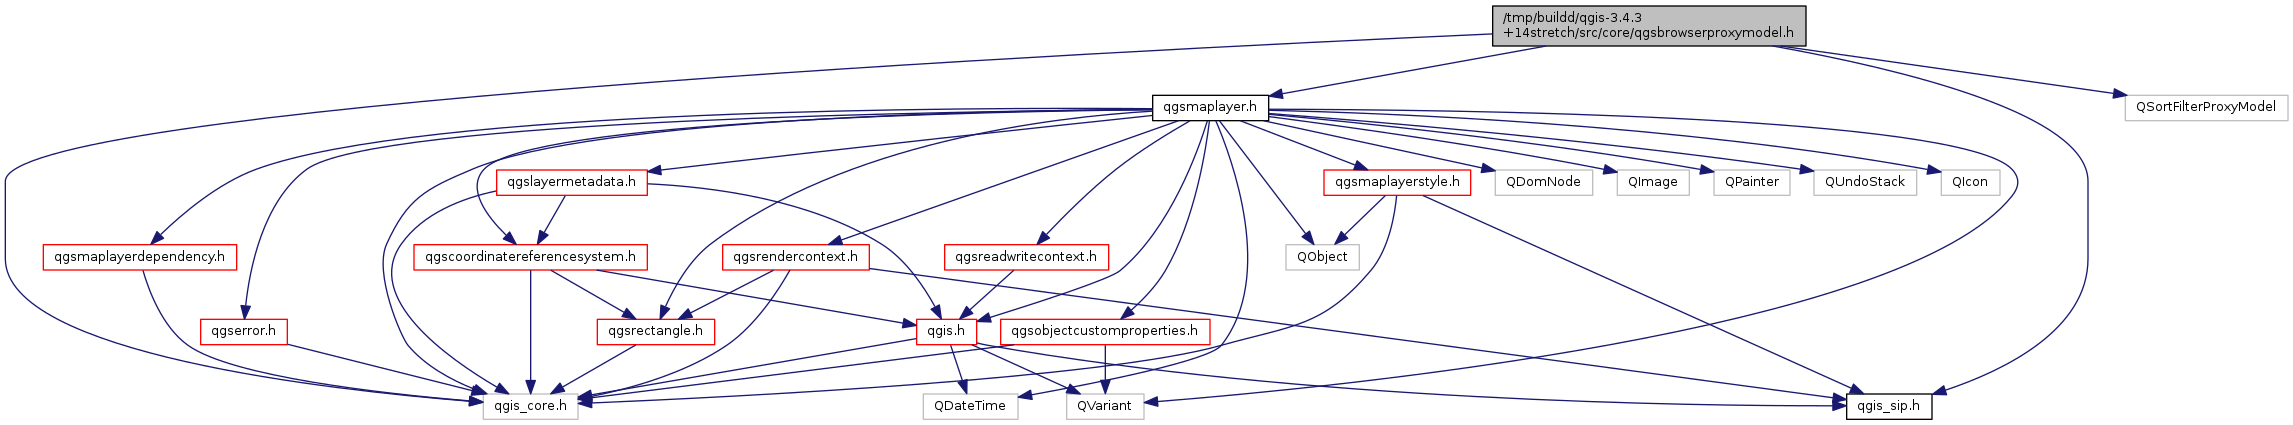 /tmp/buildd/qgis-3.4.3
+14stretch/src/core/qgsbrowserproxymodel.h
qgsmaplayer.h
QSortFilterProxyModel
qgslayermetadata.h
qgsmaplayerstyle.h
QDomNode
QImage
QPainter
QUndoStack
QIcon
qgsmaplayerdependency.h
qgscoordinatereferencesystem.h
qgsrendercontext.h
qgsreadwritecontext.h
QObject
qgserror.h
qgsrectangle.h
qgis.h
qgsobjectcustomproperties.h
qgis_core.h
QDateTime
QVariant
qgis_sip.h